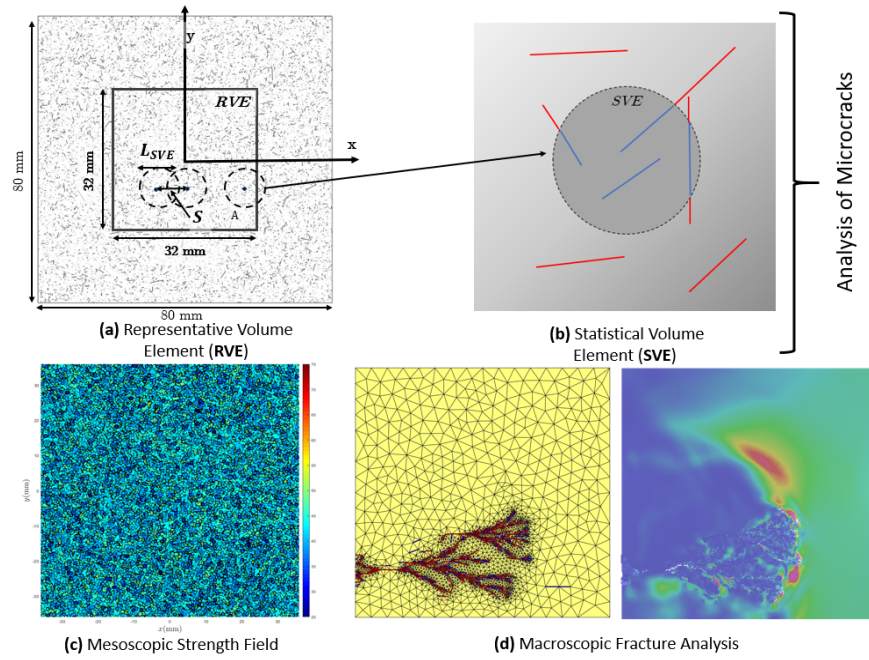 y
RVE
80 mm
32 mm
L_SVE
x
S
A
32 mm
80 mm
(a) Representative Volume
Element (RVE)
SVE
(b) Statistical Volume
Element (SVE)
Analysis of Microcracks
y(mm)
x(mm)
(c) Mesoscopic Strength Field
(d) Macroscopic Fracture Analysis